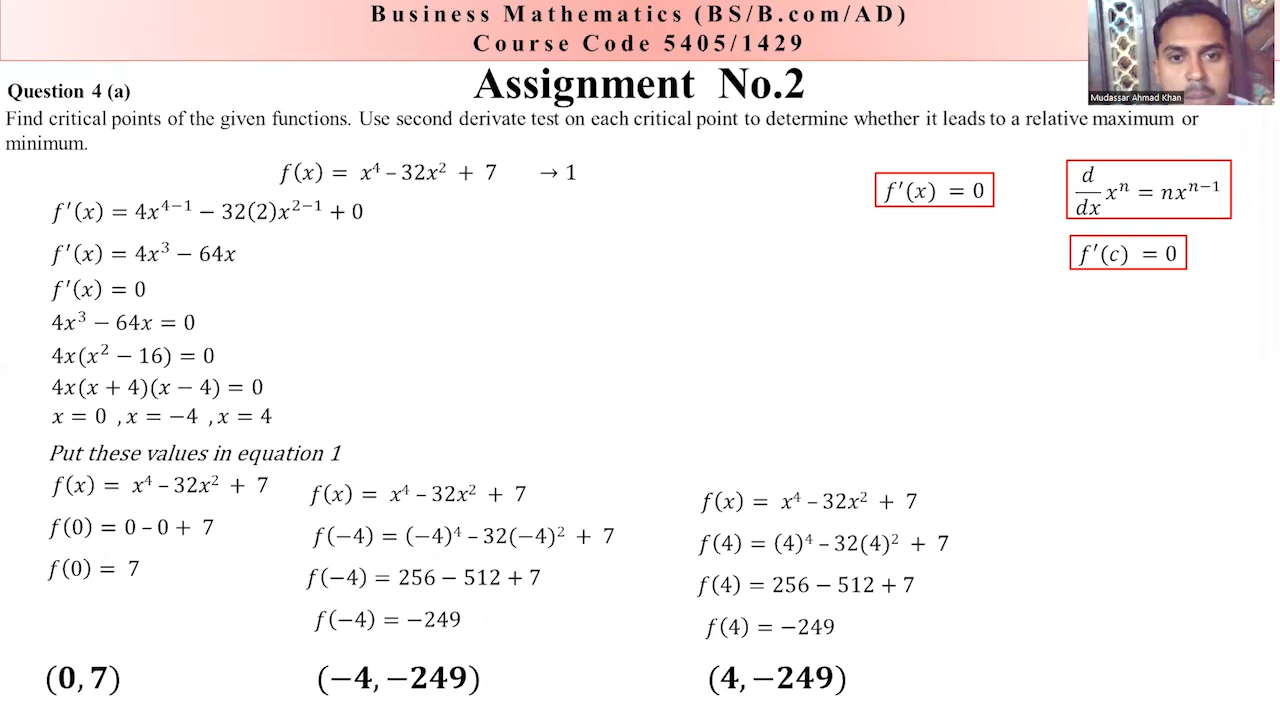 Business Mathematics (BS/B.com/AD)
Course Code 5405/1429
Assignment No.2
Mudassar Ahmad Khan
Question 4 (a)
Find critical points of the given functions. Use second derivate test on each critical point to determine whether it leads to a relative maximum or
minimum.
f(x) = x⁴ – 32x² + 7 → 1
f′(x) = 0
d/dx xⁿ = nxⁿ⁻¹
f′(c) = 0
f′(x) = 4x⁴⁻¹ − 32(2)x²⁻¹ + 0
f′(x) = 4x³ − 64x
f′(x) = 0
4x³ − 64x = 0
4x(x² − 16) = 0
4x(x + 4)(x − 4) = 0
x = 0 , x = −4 , x = 4
Put these values in equation 1
f(x) = x⁴ – 32x² + 7
f(0) = 0 – 0 + 7
f(0) = 7
(0, 7)
f(x) = x⁴ – 32x² + 7
f(−4) = (−4)⁴ – 32(−4)² + 7
f(−4) = 256 − 512 + 7
f(−4) = −249
(−4, −249)
f(x) = x⁴ – 32x² + 7
f(4) = (4)⁴ – 32(4)² + 7
f(4) = 256 − 512 + 7
f(4) = −249
(4, −249)